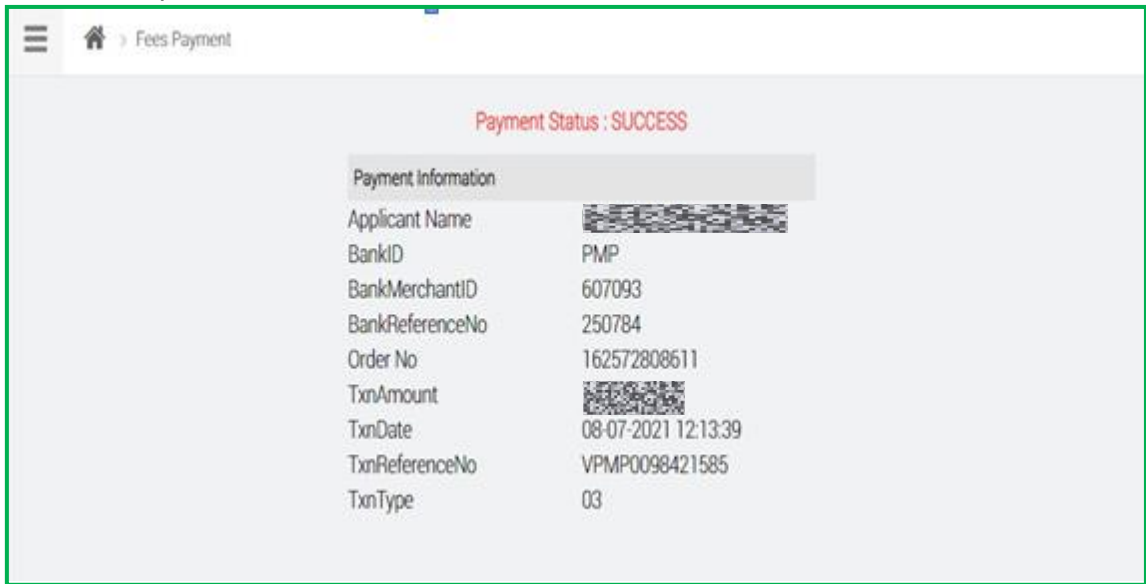 > Fees Payment
Payment Status : SUCCESS
Payment Information
Applicant Name
BankID PMP
BankMerchantID 607093
BankReferenceNo 250784
Order No 162572808611
TxnAmount
TxnDate 08-07-2021 12:13:39
TxnReferenceNo VPMP0098421585
TxnType 03